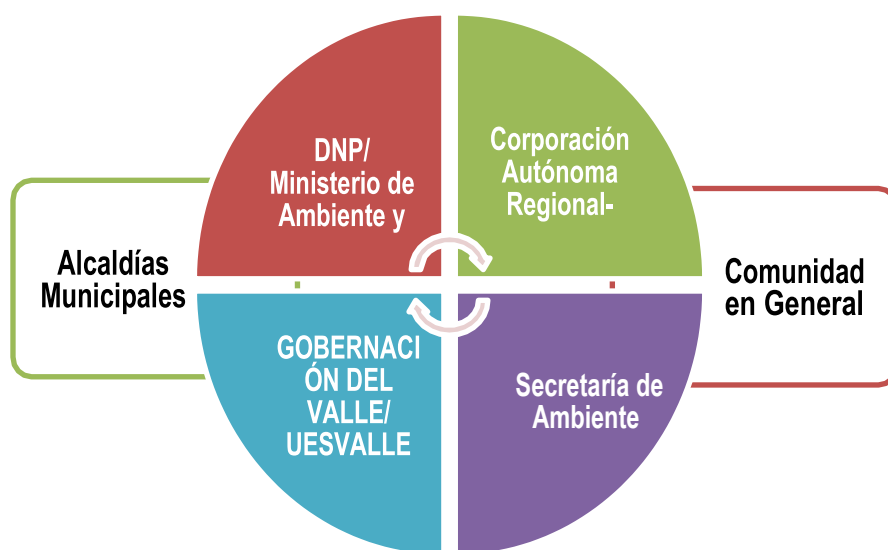 DNP/
Ministerio de
Ambiente y
Corporación
Autónoma
Regional-
Alcaldías
Municipales
Comunidad
en General
GOBERNACI
ÓN DEL
VALLE/
UESVALLE
Secretaría de
Ambiente